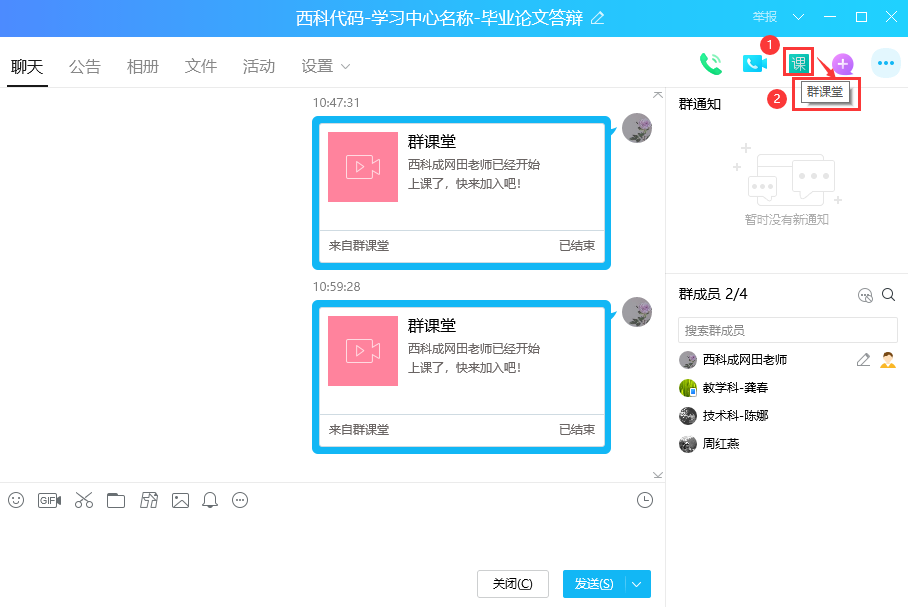 西科代码-学习中心名称-毕业论文答辩
举报
聊天
公告
相册
文件
活动
设置
1
课
2
群课堂
10:47:31
群课堂
西科成网田老师已经开始
上课了，快来加入吧！
来自群课堂
已结束
10:59:28
群课堂
西科成网田老师已经开始
上课了，快来加入吧！
来自群课堂
已结束
群通知
暂时没有新通知
群成员 2/4
搜索群成员
西科成网田老师
教学科-龚春
技术科-陈娜
周红燕
GIF
关闭(C)
发送(S)